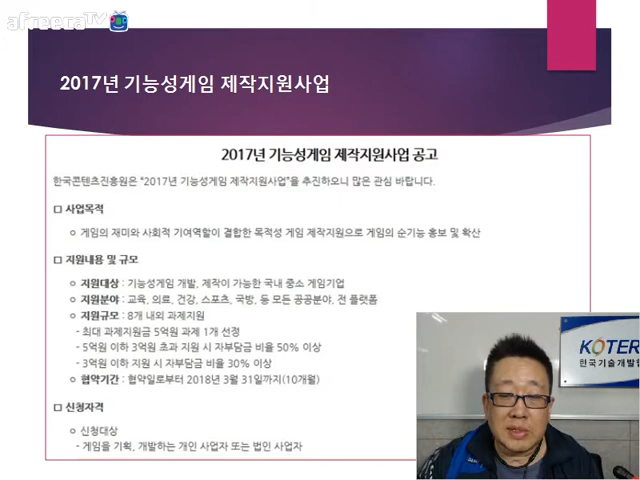 afreecaTV
2017년 기능성게임 제작지원사업
2017년 기능성게임 제작지원사업 공고
한국콘텐츠진흥원은 "2017년 기능성게임 제작지원사업"을 추진하오니 많은 관심 바랍니다.
□ 사업목적
ㅇ 게임의 재미와 사회적 기여역할이 결합한 목적성 게임 제작지원으로 게임의 순기능 홍보 및 확산
□ 지원내용 및 규모
ㅇ 지원대상 : 기능성게임 개발, 제작이 가능한 국내 중소 게임기업
ㅇ 지원분야 : 교육, 의료, 건강, 스포츠, 국방, 등 모든 공공분야, 전 플랫폼
ㅇ 지원규모 : 8개 내외 과제지원
- 최대 과제지원금 5억원 과제 1개 선정
- 5억원 이하 3억원 초과 지원 시 자부담금 비율 50% 이상
- 3억원 이하 지원 시 자부담금 비율 30% 이상
ㅇ 협약기간 : 협약일로부터 2018년 3월 31일까지(10개월)
□ 신청자격
ㅇ 신청대상
- 게임을 기획, 개발하는 개인 사업자 또는 법인 사업자
KOTER
한국기술개발